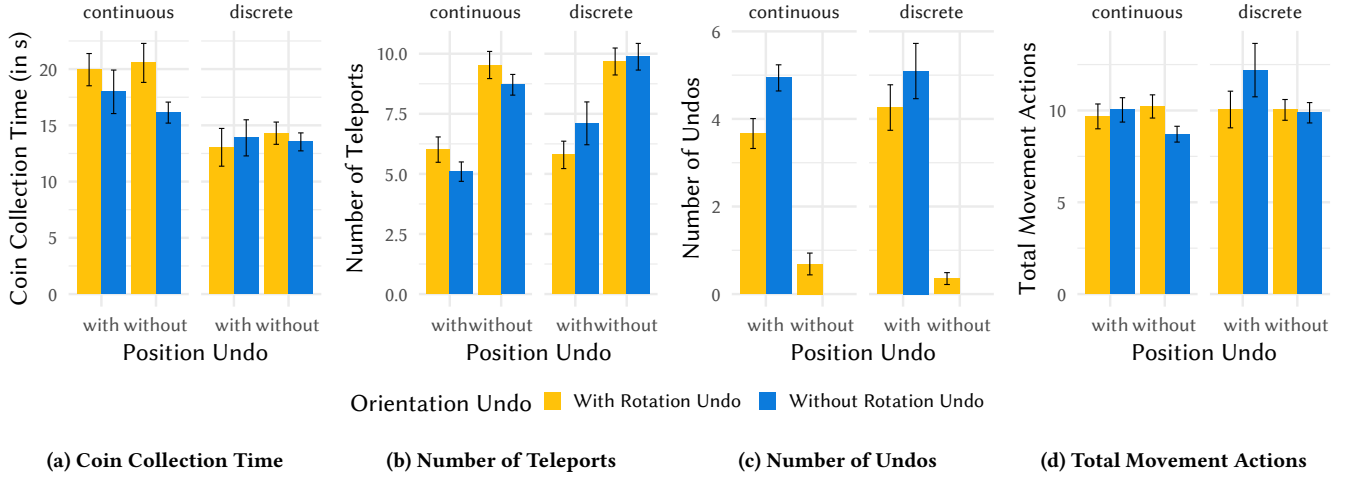 continuous
discrete
continuous
discrete
continuous
discrete
continuous
discrete
Coin Collection Time (in s)
20
15
10
5
0
with without
with without
Position Undo
Number of Teleports
10.0
7.5
5.0
2.5
0.0
with without
with without
Position Undo
Number of Undos
6
4
2
0
with without
with without
Position Undo
Total Movement Actions
10
5
0
with without
with without
Position Undo
Orientation Undo With Rotation Undo Without Rotation Undo
(a) Coin Collection Time
(b) Number of Teleports
(c) Number of Undos
(d) Total Movement Actions